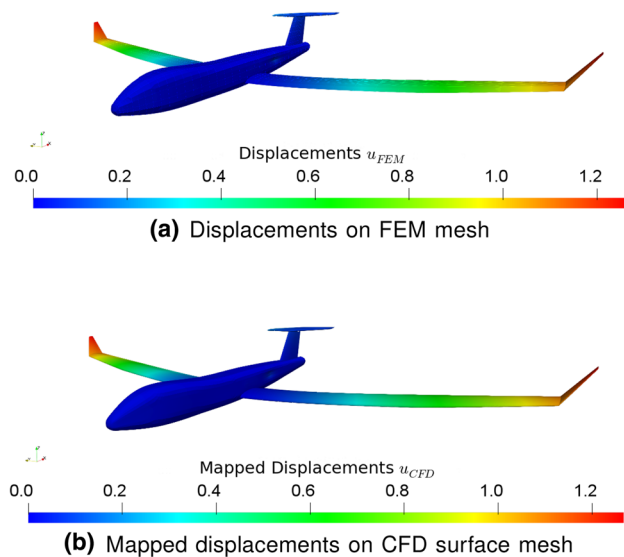 Displacements u_FEM
0.0 0.2 0.4 0.6 0.8 1.0 1.2
(a) Displacements on FEM mesh
Mapped Displacements u_CFD
0.0 0.2 0.4 0.6 0.8 1.0 1.2
(b) Mapped displacements on CFD surface mesh